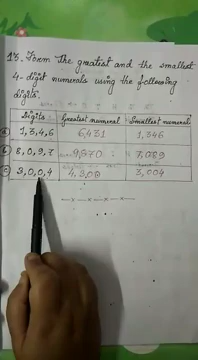 13. Form the greatest and the smallest
4-digit numerals using the following
digits.
Digits Greatest numeral Smallest numeral
a) 1,3,4,6 6,431 1,346
b) 8,0,9,7 9,870 7,089
c) 3,0,0,4 4,300 3,004